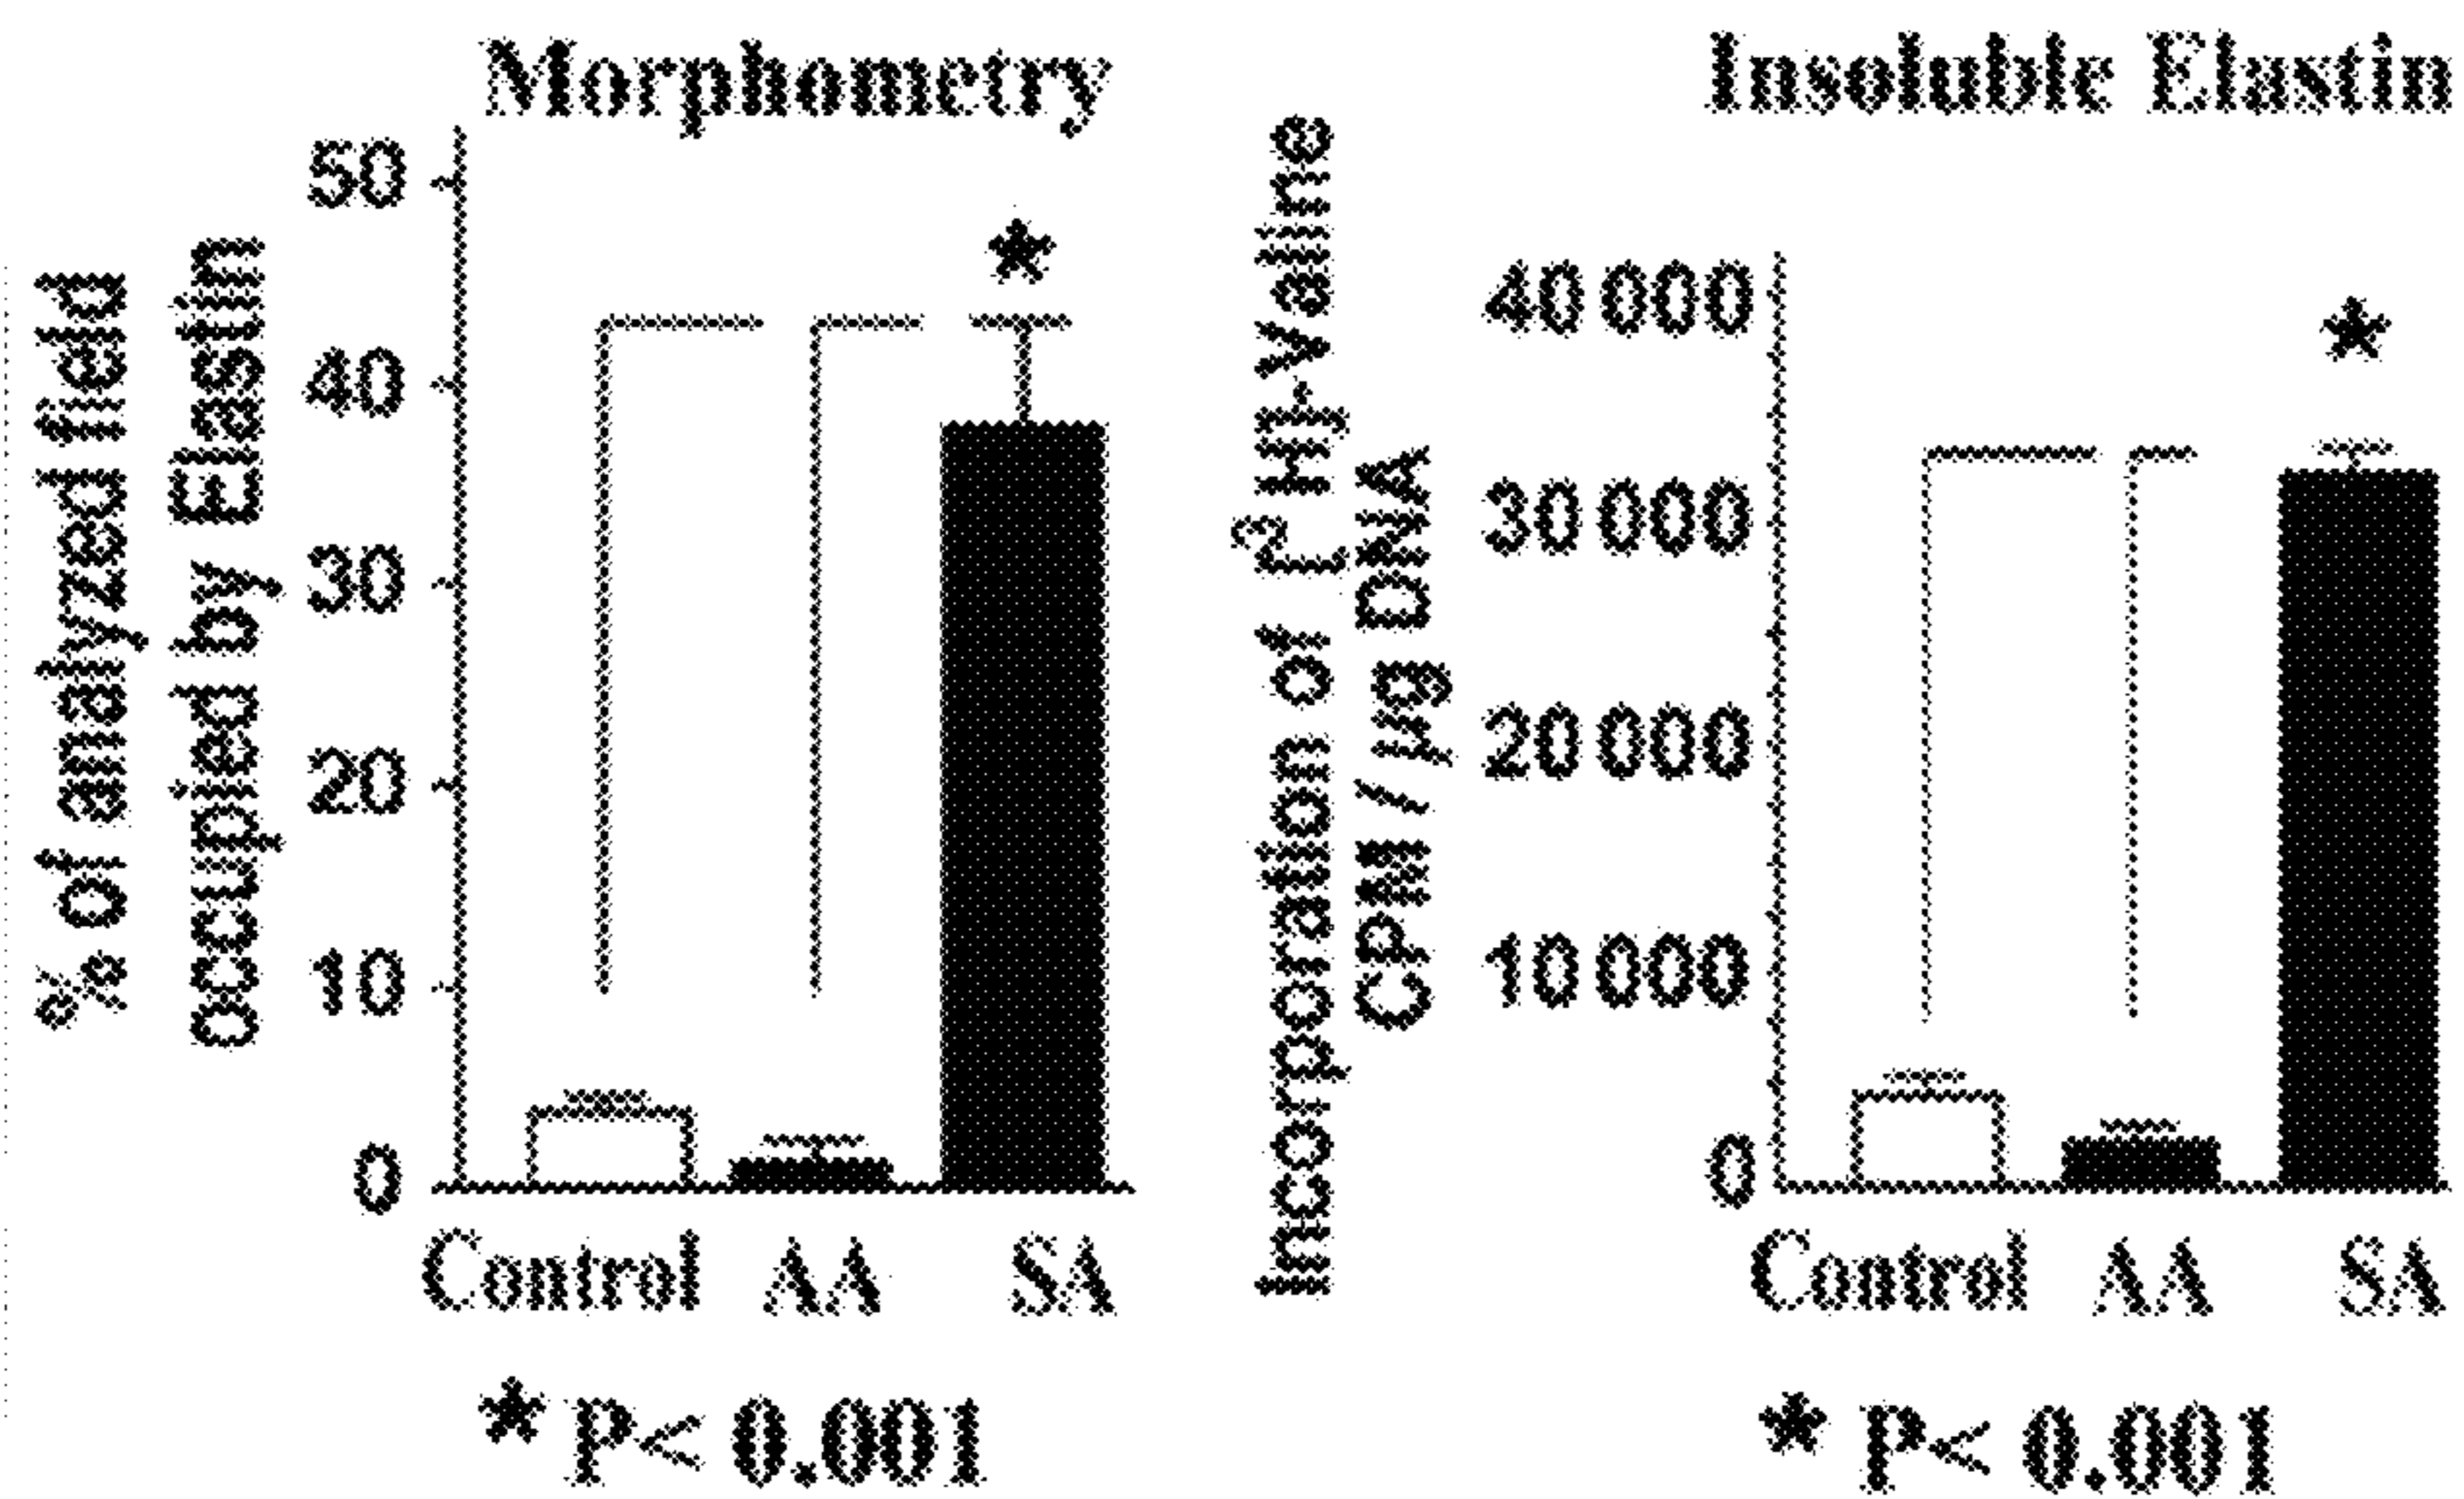 Morphometry
% of analyzed field
occupied by Elastin
50
40
30
20
10
0
*
Control AA SA
* P< 0.001
Insoluble Elastin
Incorporation of [³H]-Valine
CPM / µg DNA
40 000
30 000
20 000
10 000
0
*
Control AA SA
* P< 0.001